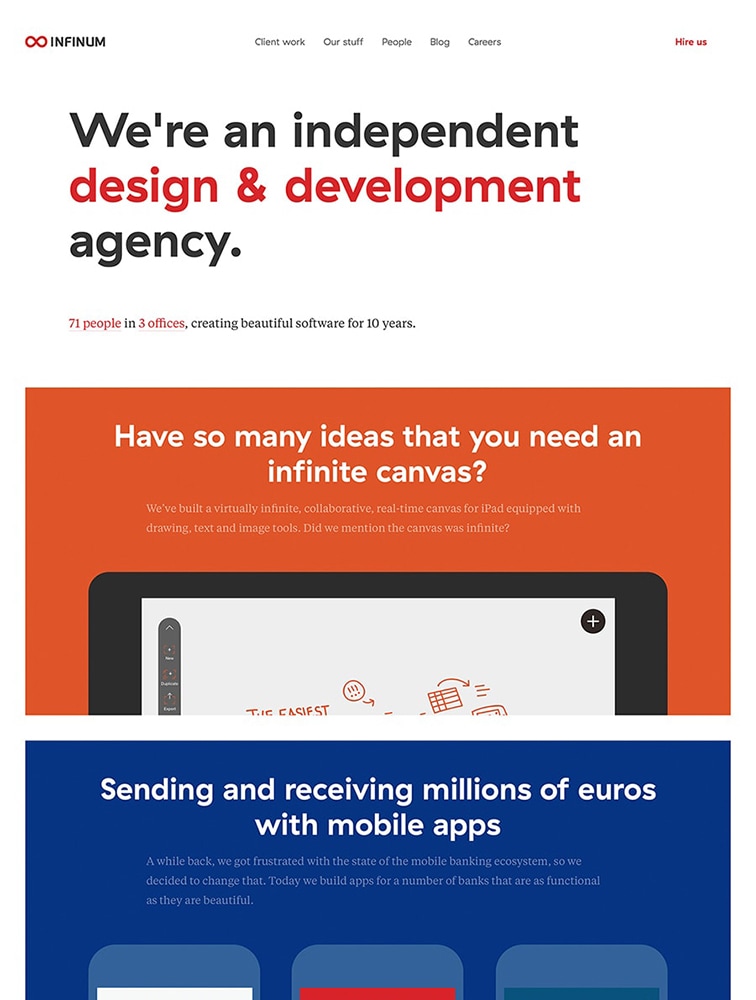 INFINUM
Client work
Our stuff
People
Blog
Careers
Hire us
We're an independent
design & development
agency.
71 people in 3 offices, creating beautiful software for 10 years.
Have so many ideas that you need an
infinite canvas?
We've built a virtually infinite, collaborative, real-time canvas for iPad equipped with
drawing, text and image tools. Did we mention the canvas was infinite?
New
Duplicate
Export
THE EASIEST
Sending and receiving millions of euros
with mobile apps
A while back, we got frustrated with the state of the mobile banking ecosystem, so we
decided to change that. Today we build apps for a number of banks that are as functional
as they are beautiful.